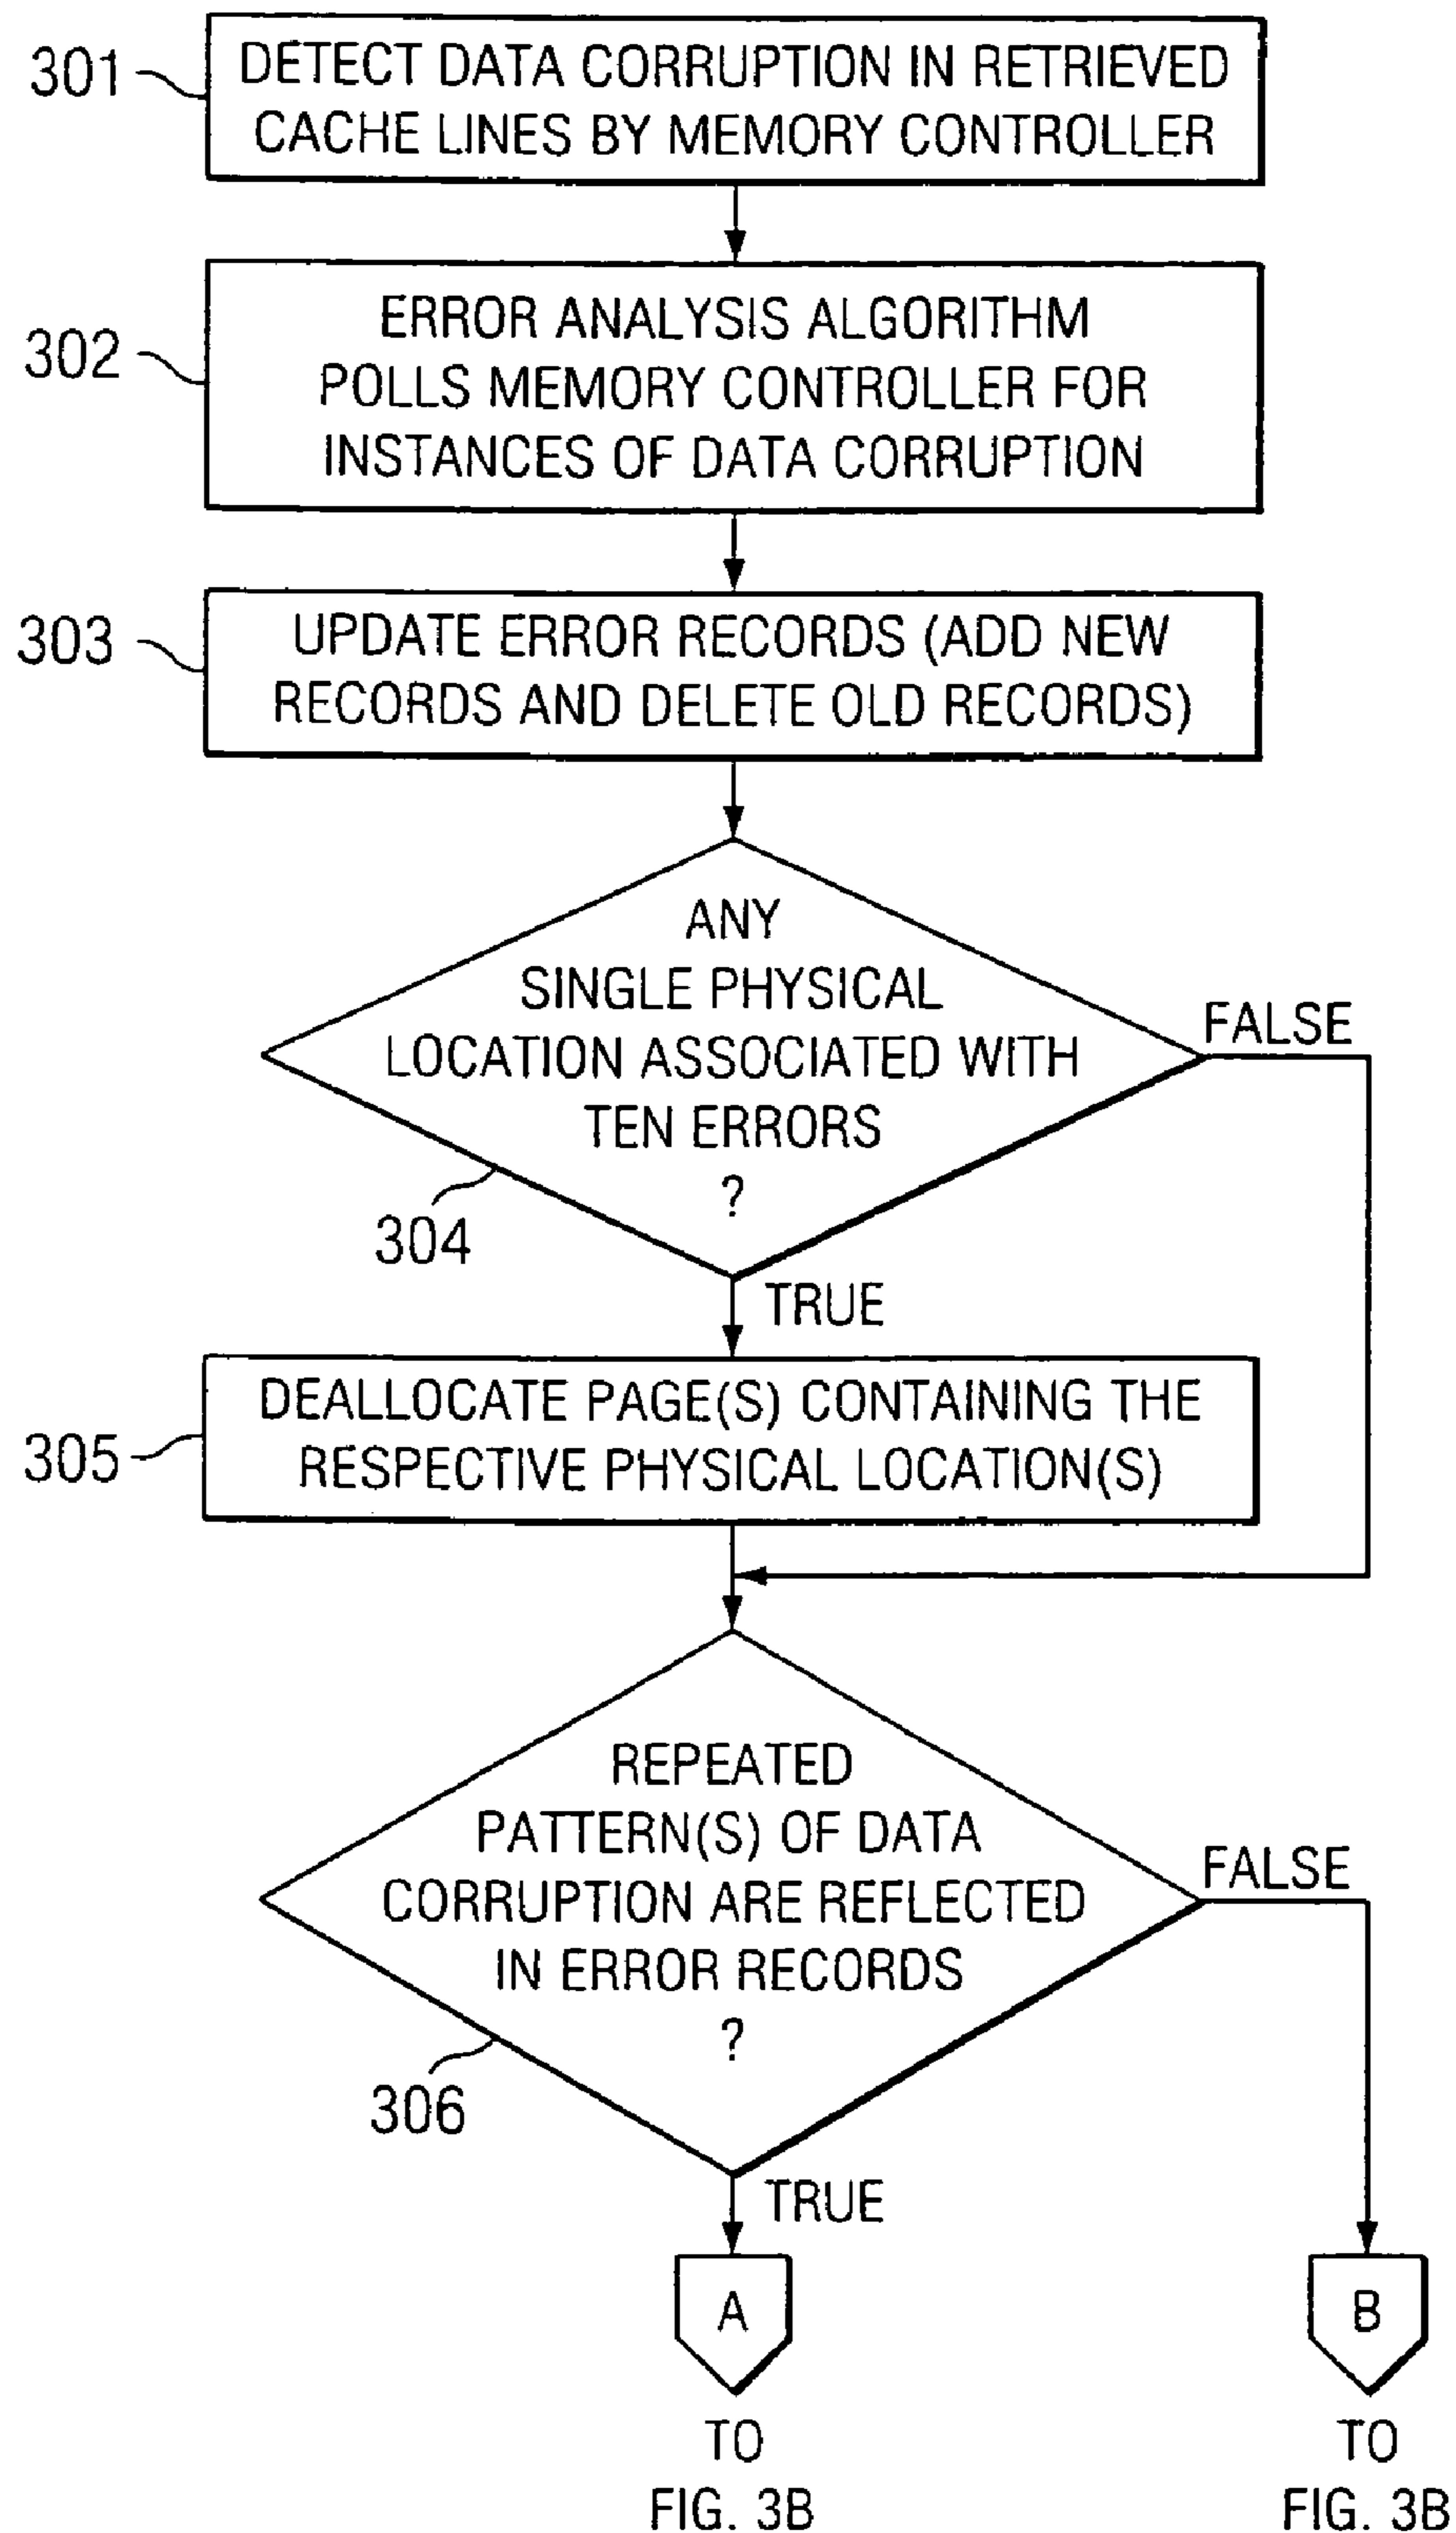 301
DETECT DATA CORRUPTION IN RETRIEVED
CACHE LINES BY MEMORY CONTROLLER
302
ERROR ANALYSIS ALGORITHM
POLLS MEMORY CONTROLLER FOR
INSTANCES OF DATA CORRUPTION
303
UPDATE ERROR RECORDS (ADD NEW
RECORDS AND DELETE OLD RECORDS)
ANY
SINGLE PHYSICAL
LOCATION ASSOCIATED WITH
TEN ERRORS
?
FALSE
304
TRUE
305
DEALLOCATE PAGE(S) CONTAINING THE
RESPECTIVE PHYSICAL LOCATION(S)
REPEATED
PATTERN(S) OF DATA
CORRUPTION ARE REFLECTED
IN ERROR RECORDS
?
FALSE
306
TRUE
A
TO
FIG. 3B
B
TO
FIG. 3B